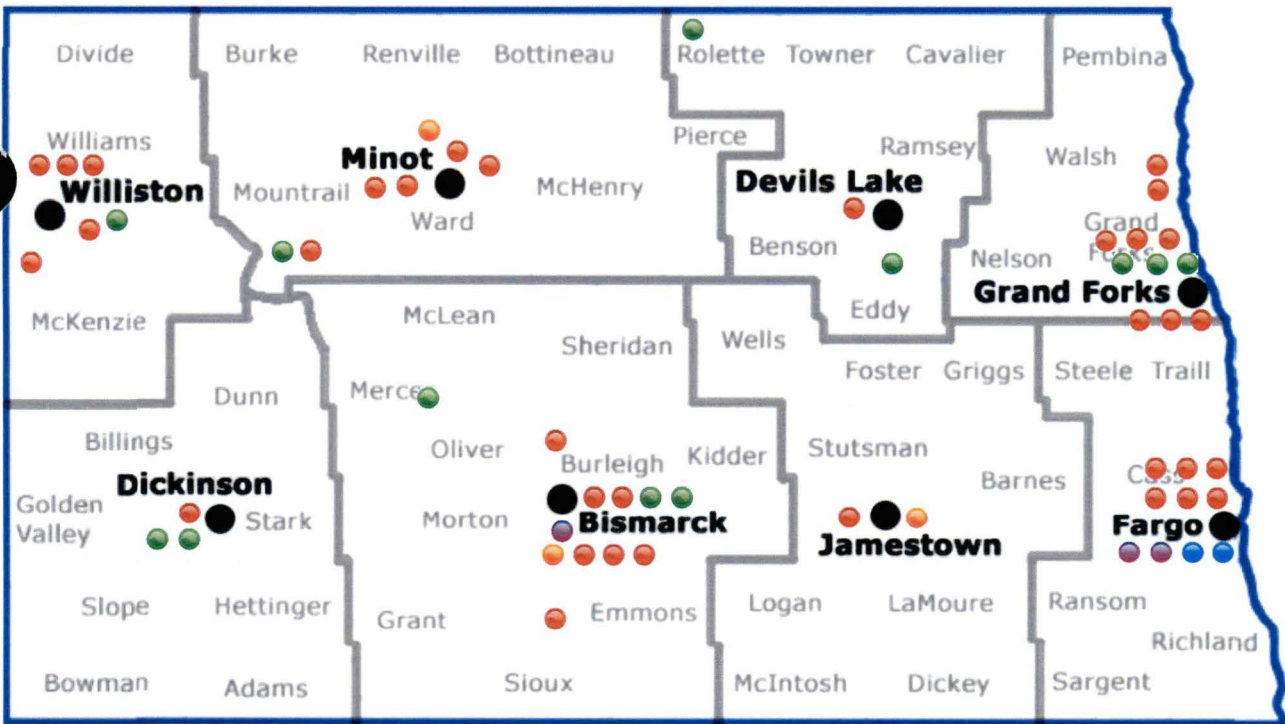 Divide
Burke
Renville
Bottineau
Rolette
Towner
Cavalier
Pembina
Williams
Pierce
Ramsey
Walsh
Minot
Williston
Mountrail
McHenry
Devils Lake
Ward
Grand
Forks
Benson
Nelson
Grand Forks
McKenzie
McLean
Eddy
Sheridan
Wells
Foster
Griggs
Steele
Traill
Dunn
Merce
Billings
Oliver
Burleigh
Kidder
Stutsman
Barnes
Cass
Dickinson
Golden
Valley
Stark
Morton
Bismarck
Jamestown
Fargo
Slope
Hettinger
Grant
Emmons
Logan
LaMoure
Ransom
Richland
Bowman
Adams
Sioux
McIntosh
Dickey
Sargent